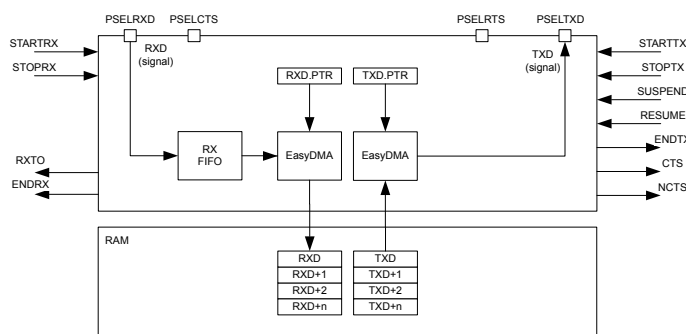 PSELRXD PSELCTS PSELRTS PSELTXD
STARTRX
STOPRX
RXD
(signal)
RXD.PTR TXD.PTR
TXD
(signal)
STARTTX
STOPTX
SUSPEND
RESUME
RX
FIFO
EasyDMA EasyDMA
RXTO
ENDRX
ENDTX
CTS
NCTS
RAM
RXD TXD
RXD+1 TXD+1
RXD+2 TXD+2
RXD+n TXD+n